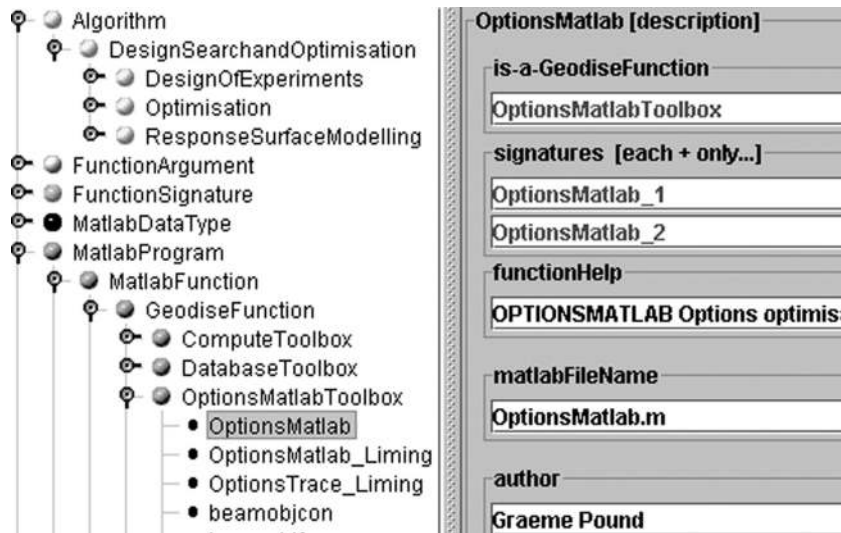 Algorithm
DesignSearchandOptimisation
DesignOfExperiments
Optimisation
ResponseSurfaceModelling
FunctionArgument
FunctionSignature
MatlabDataType
MatlabProgram
MatlabFunction
GeodiseFunction
ComputeToolbox
DatabaseToolbox
OptionsMatlabToolbox
OptionsMatlab
OptionsMatlab_Liming
OptionsTrace_Liming
beamobjcon
OptionsMatlab [description]
is-a-GeodiseFunction
OptionsMatlabToolbox
signatures [each + only...]
OptionsMatlab_1
OptionsMatlab_2
functionHelp
OPTIONSMATLAB Options optimis
matlabFileName
OptionsMatlab.m
author
Graeme Pound